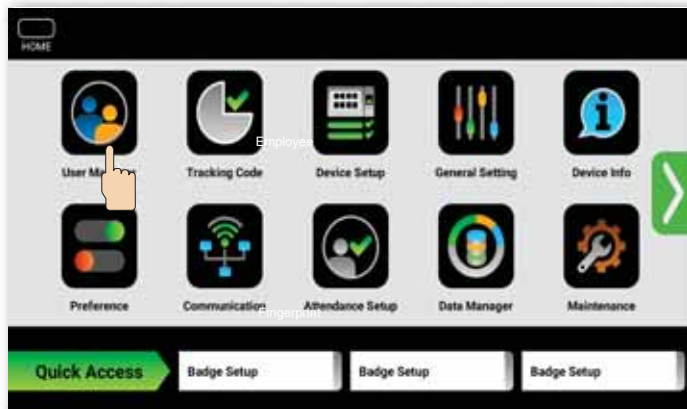 HOME
Employee
User Ma
Tracking Code
Device Setup
General Setting
Device Info
Preference
Communication
Attendance Setup
Data Manager
Maintenance
Fingerprint
Quick Access
Badge Setup
Badge Setup
Badge Setup